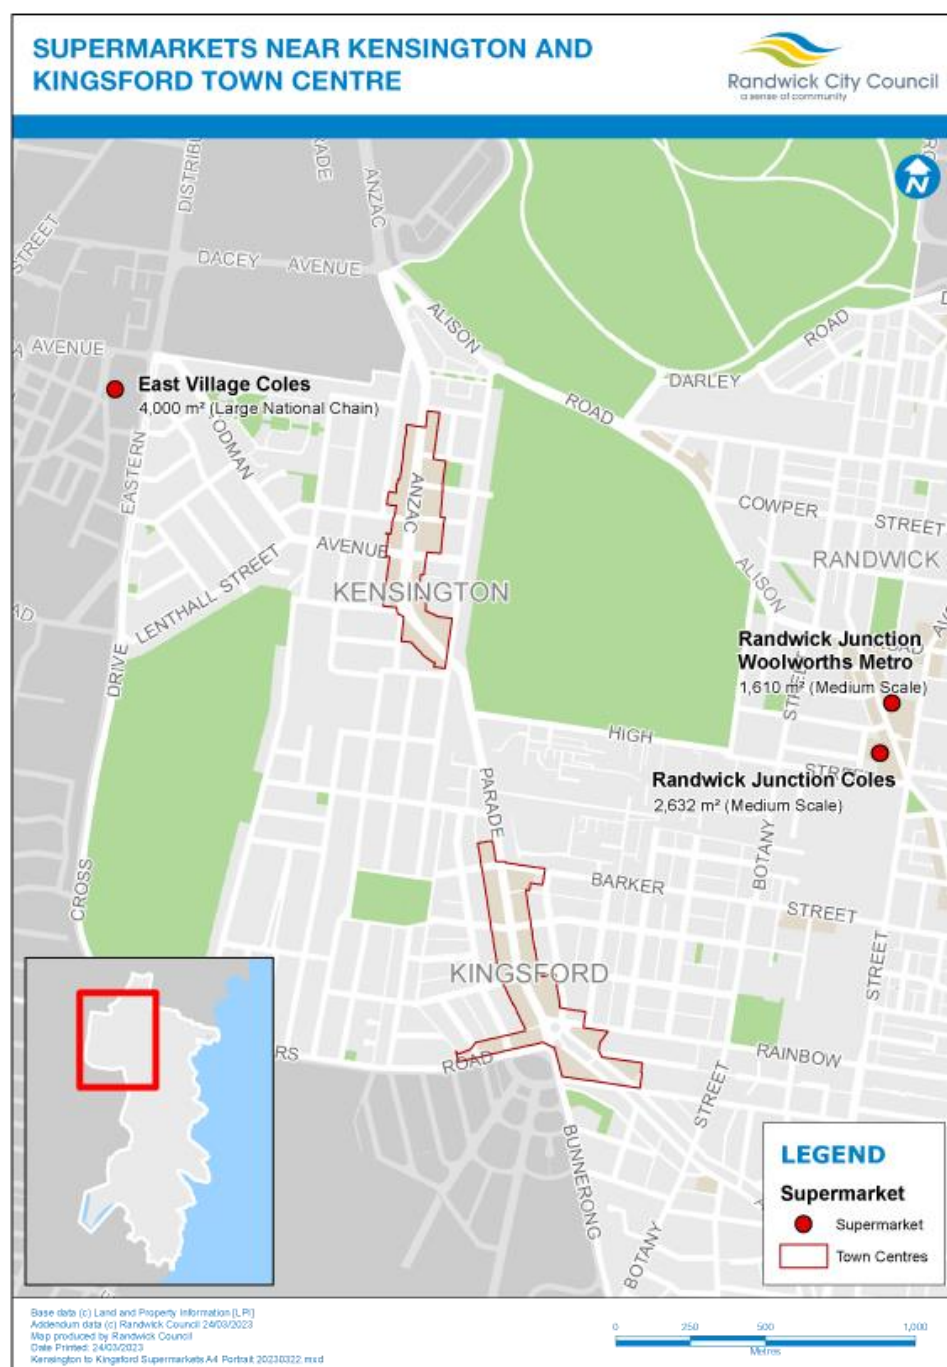 SUPERMARKETS NEAR KENSINGTON AND
KINGSFORD TOWN CENTRE
Randwick City Council
a sense of community
N
DISTRIBU
RADE
ANZAC
STREET
DACEY AVENUE
ALISON
ROAD
AVENUE
East Village Coles
4,000 m² (Large National Chain)
DARLEY
ROAD
ODMAN
EASTERN
ANZAC
COWPER
STREET
AVENUE
RANDWICK
LENTHALL STREET
KENSINGTON
ALISON
AD
Randwick Junction
Woolworths Metro
1,610 m² (Medium Scale)
DRIVE
STREET
HIGH
STREET
Randwick Junction Coles
2,632 m² (Medium Scale)
PARADE
CROSS
BARKER
STREET
BOTANY
KINGSFORD
STREET
RS
ROAD
RAINBOW
STREET
BUNNERONG
BOTANY
LEGEND
Supermarket
Supermarket
Town Centres
Base data (c) Land and Property Information [LPI]
Addendum data (c) Randwick Council 24/03/2023
Map produced by Randwick Council
Date Printed: 24/03/2023
Kensington to Kingsford Supermarkets A4 Portrait 20230322.mxd
0 250 500 1,000
Metres